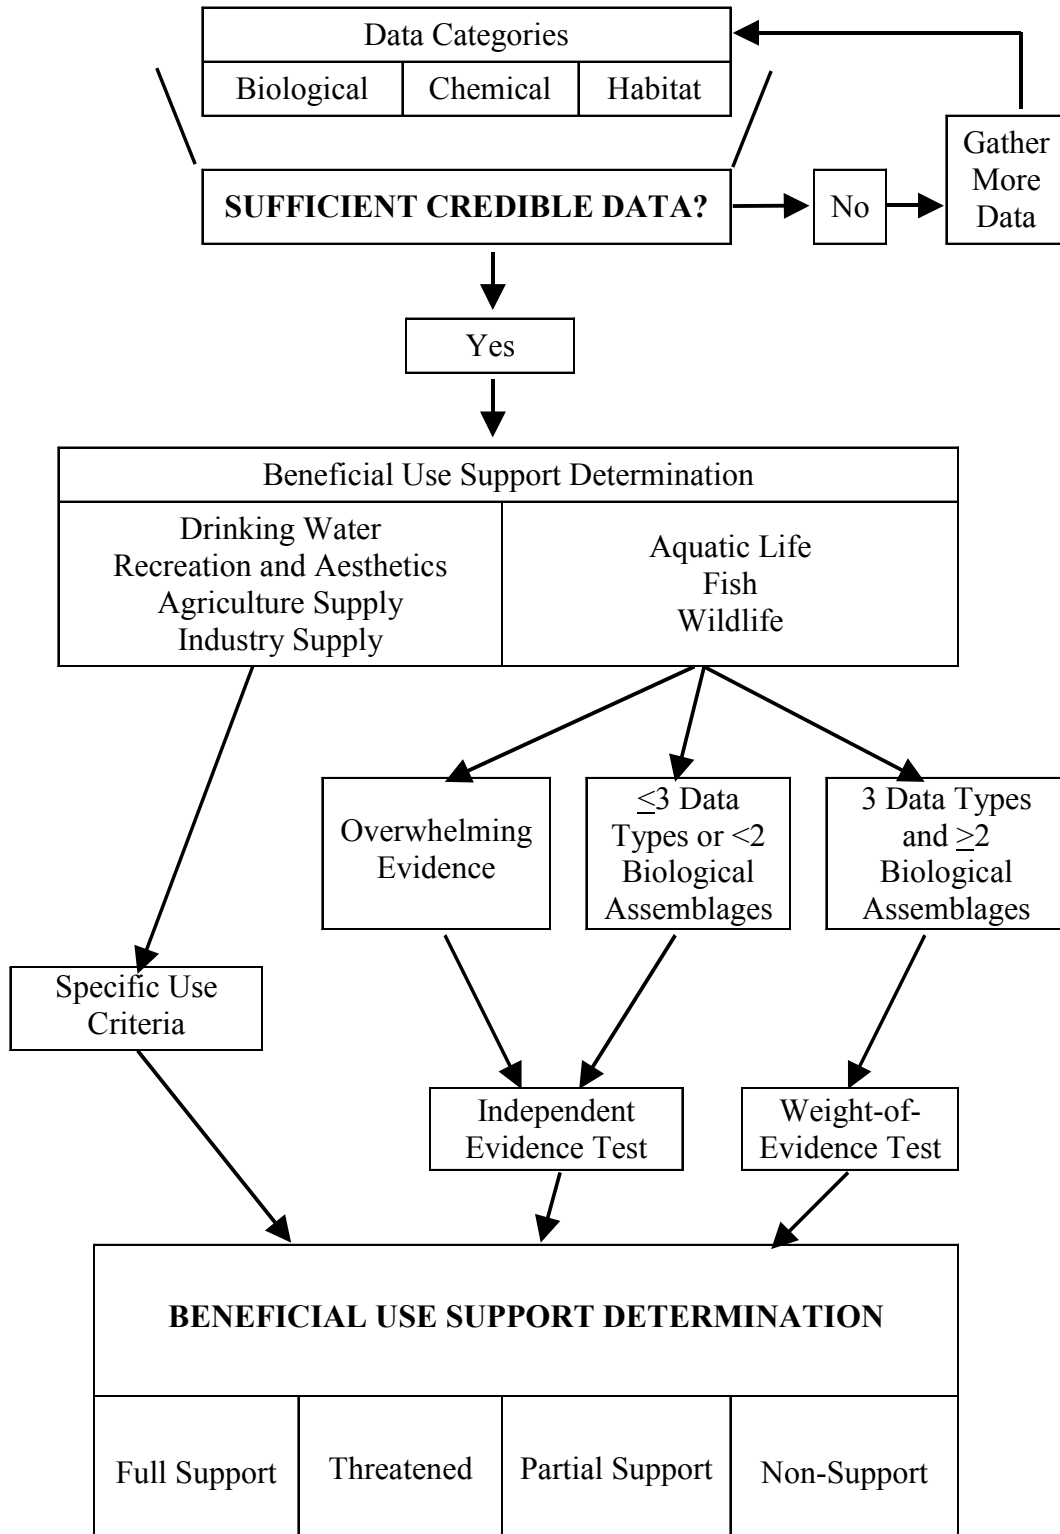 Data Categories
Biological
Chemical
Habitat
SUFFICIENT CREDIBLE DATA?
No
Gather
More
Data
Yes
Beneficial Use Support Determination
Drinking Water
Recreation and Aesthetics
Agriculture Supply
Industry Supply
Aquatic Life
Fish
Wildlife
Overwhelming
Evidence
≤3 Data
Types or <2
Biological
Assemblages
3 Data Types
and ≥2
Biological
Assemblages
Specific Use
Criteria
Independent
Evidence Test
Weight-of-
Evidence Test
BENEFICIAL USE SUPPORT DETERMINATION
Full Support
Threatened
Partial Support
Non-Support